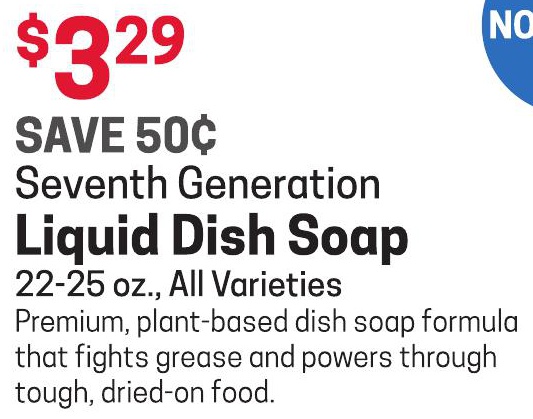 $3.29
SAVE 50¢
Seventh Generation
Liquid Dish Soap
22-25 oz., All Varieties
Premium, plant-based dish soap formula
that fights grease and powers through
tough, dried-on food.